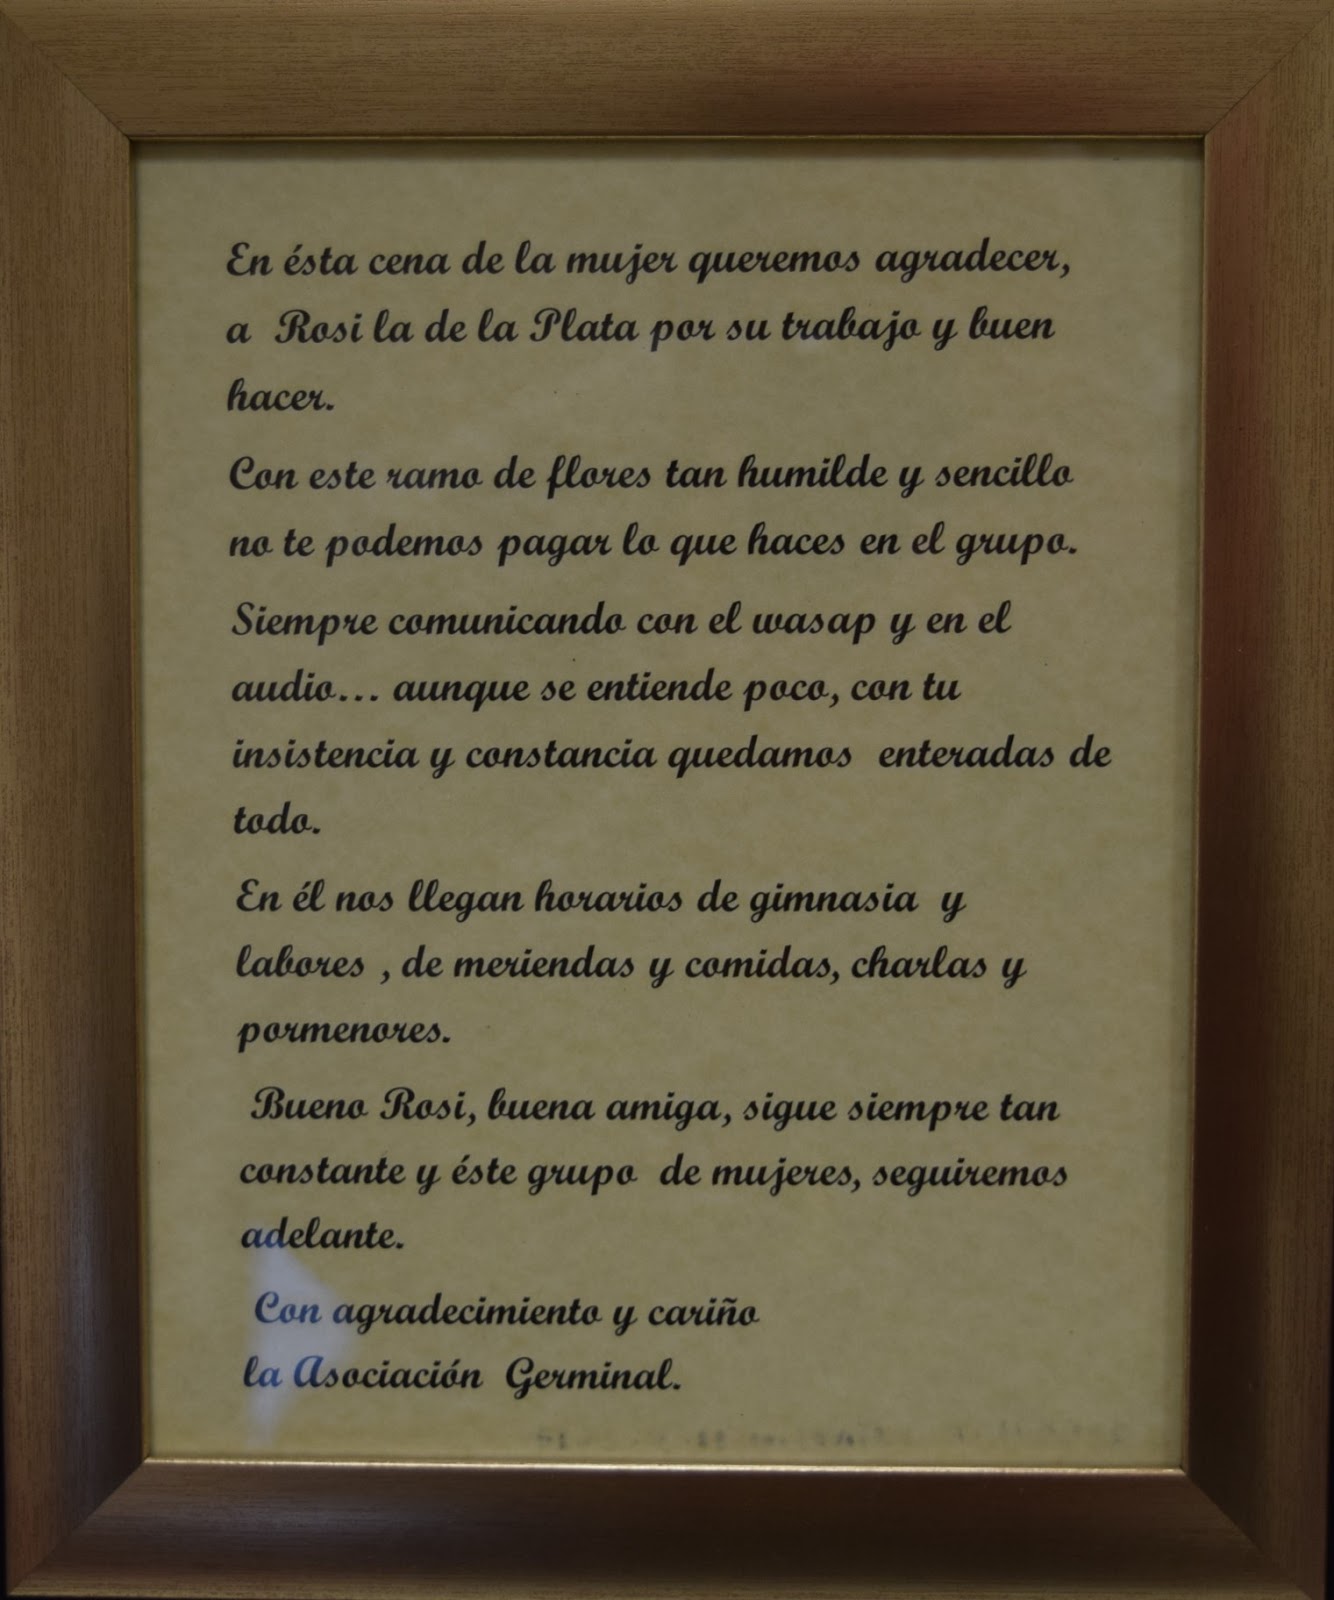 En ésta cena de la mujer queremos agradecer,
a Rosi la de la Plata por su trabajo y buen
hacer.
Con este ramo de flores tan humilde y sencillo
no te podemos pagar lo que haces en el grupo.
Siempre comunicando con el wasap y en el
audio... aunque se entiende poco, con tu
insistencia y constancia quedamos enteradas de
todo.
En él nos llegan horarios de gimnasia y
labores , de meriendas y comidas, charlas y
pormenores.
Bueno Rosi, buena amiga, sigue siempre tan
constante y éste grupo de mujeres, seguiremos
adelante.
Con agradecimiento y cariño
la Asociación Germinal.